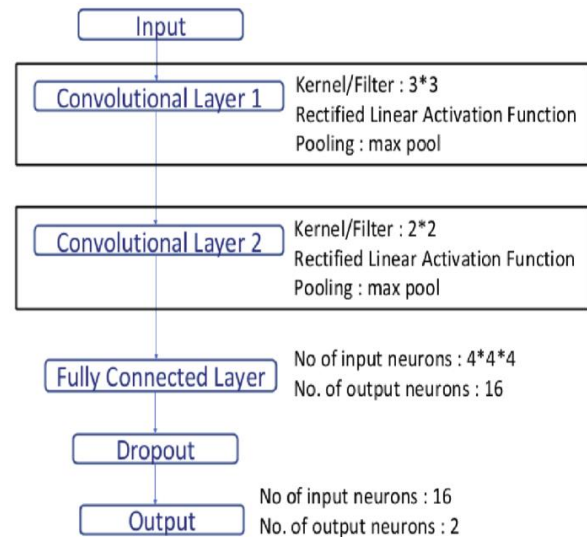 Input
Convolutional Layer 1
Kernel/Filter : 3*3
Rectified Linear Activation Function
Pooling : max pool
Convolutional Layer 2
Kernel/Filter : 2*2
Rectified Linear Activation Function
Pooling : max pool
Fully Connected Layer
No of input neurons : 4*4*4
No. of output neurons : 16
Dropout
Output
No of input neurons : 16
No. of output neurons : 2